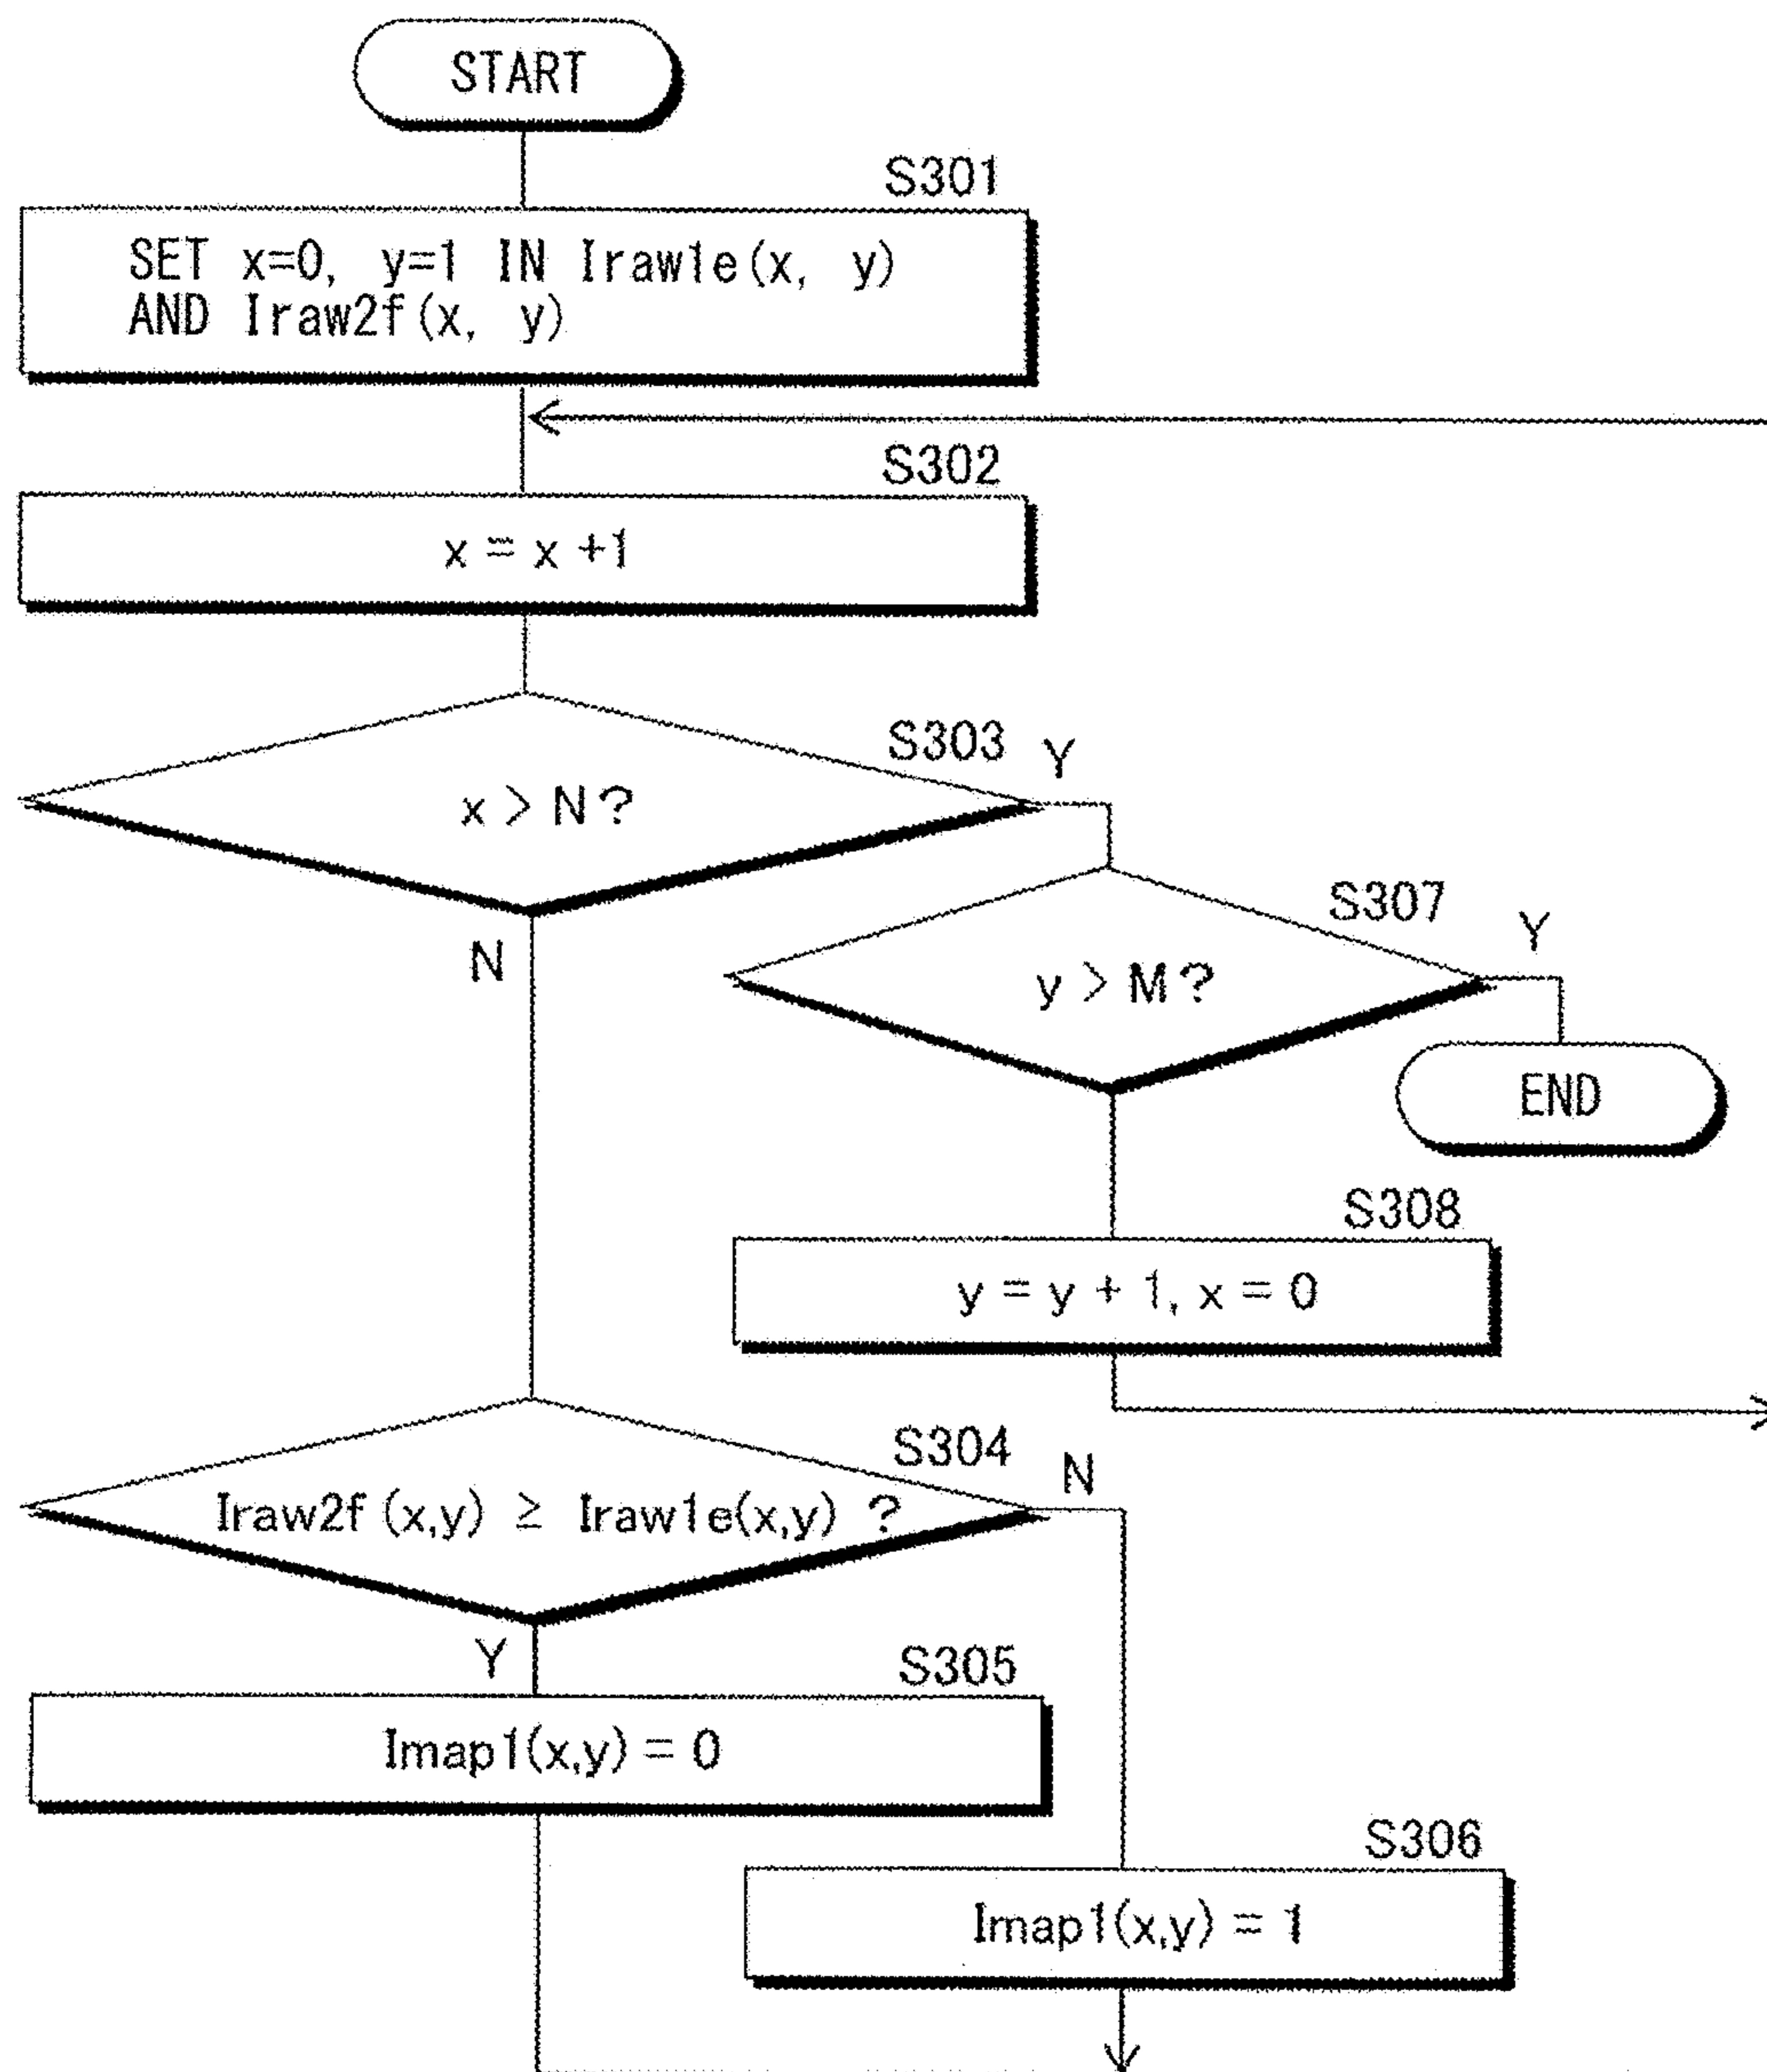 START
S301
SET x=0, y=1 IN Iraw1e(x, y)
AND Iraw2f(x, y)
S302
x = x +1
S303
Y
x > N?
N
S307
Y
y > M?
END
S308
y = y + 1, x = 0
S304
N
Iraw2f (x,y) ≥ Iraw1e(x,y) ?
Y
S305
Imap1(x,y) = 0
S306
Imap1(x,y) = 1